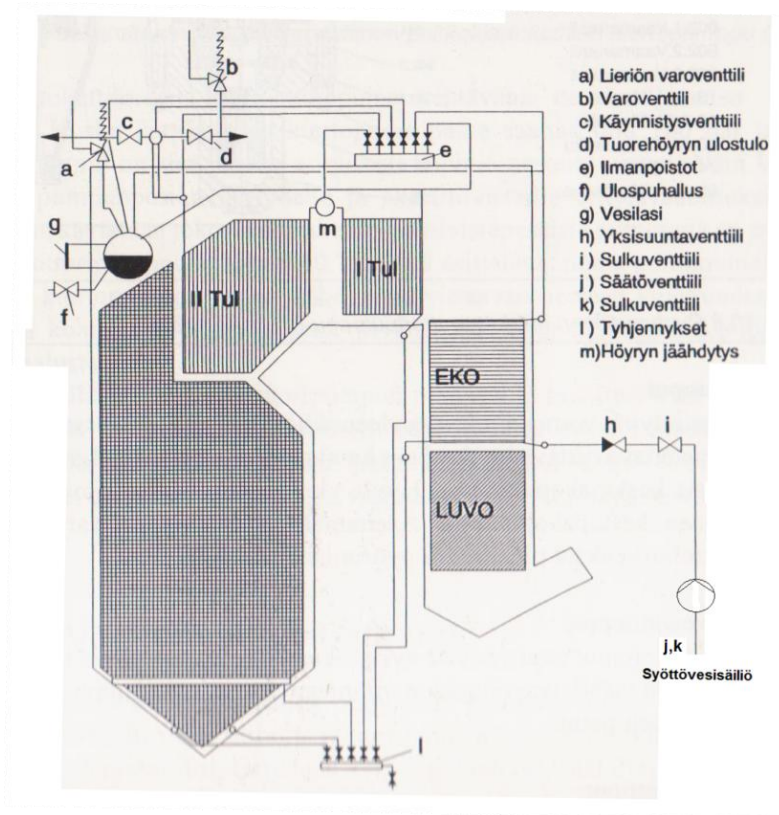 a) Lieriön varoventtiili
b) Varoventtiili
c) Käynnistysventtiili
d) Tuorehöyryn ulostulo
e) Ilmanpoistot
f) Ulospuhallus
g) Vesilasi
h) Yksisuuntaventtiili
i) Sulkuventtiili
j) Säätöventtiili
k) Sulkuventtiili
l) Tyhjennykset
m)Höyryn jäähdytys
b
c
d
a
e
m
g
f
II Tul
I Tul
EKO
h
i
LUVO
j,k
Syöttövesisäiliö
l